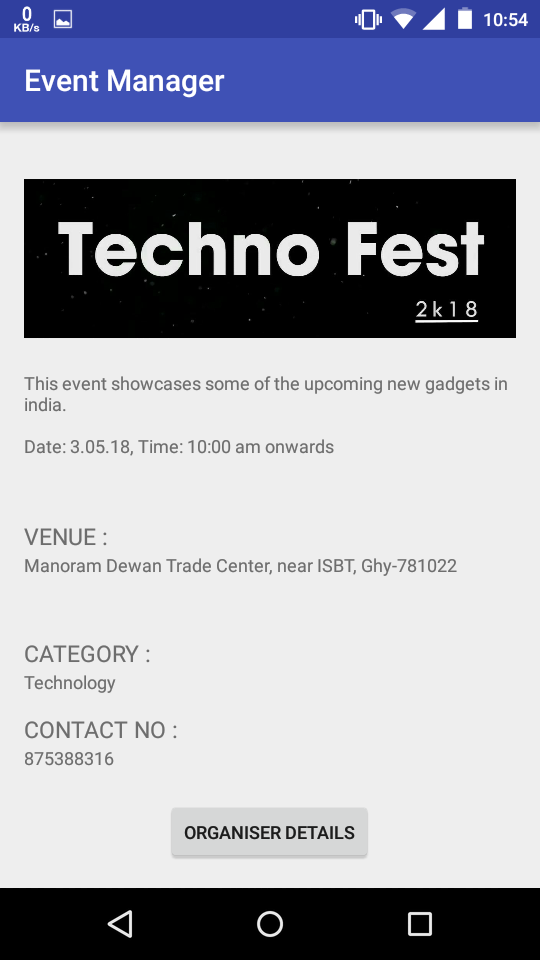 0
KB/s
10:54
Event Manager
Techno Fest
2k18
This event showcases some of the upcoming new gadgets in
india.
Date: 3.05.18, Time: 10:00 am onwards
VENUE :
Manoram Dewan Trade Center, near ISBT, Ghy-781022
CATEGORY :
Technology
CONTACT NO :
875388316
ORGANISER DETAILS